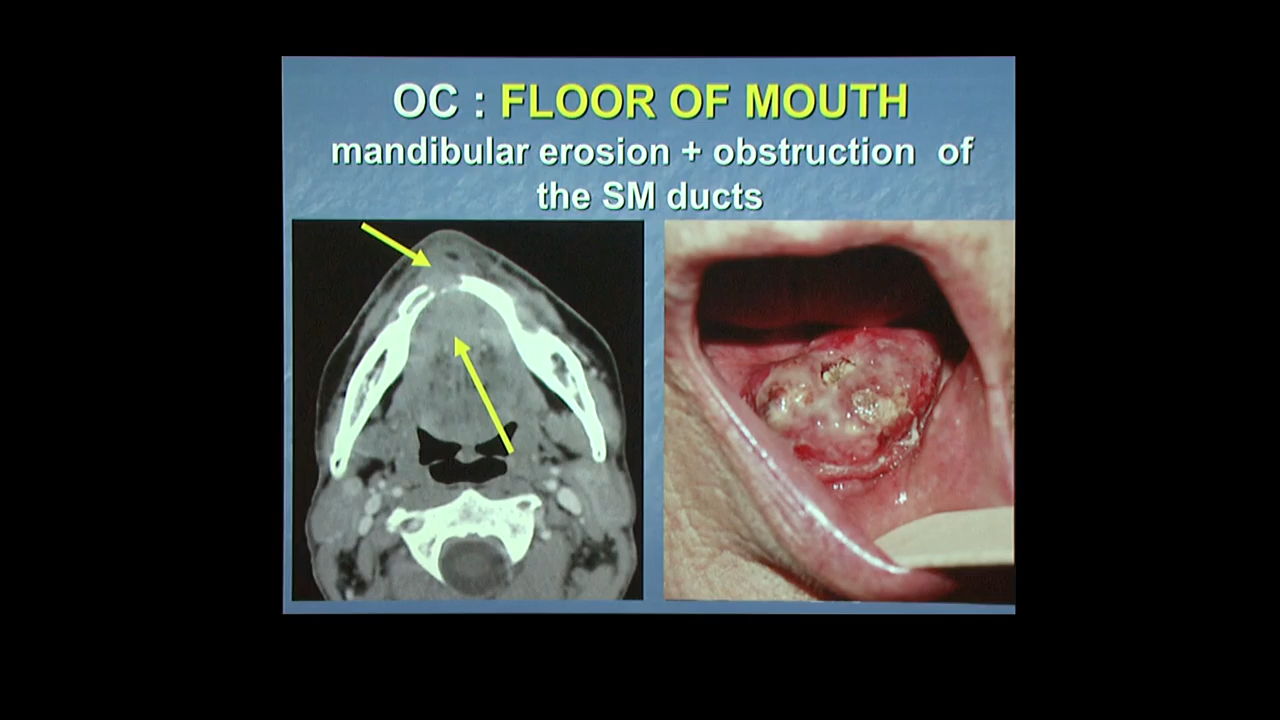 OC : FLOOR OF MOUTH
mandibular erosion + obstruction of
the SM ducts